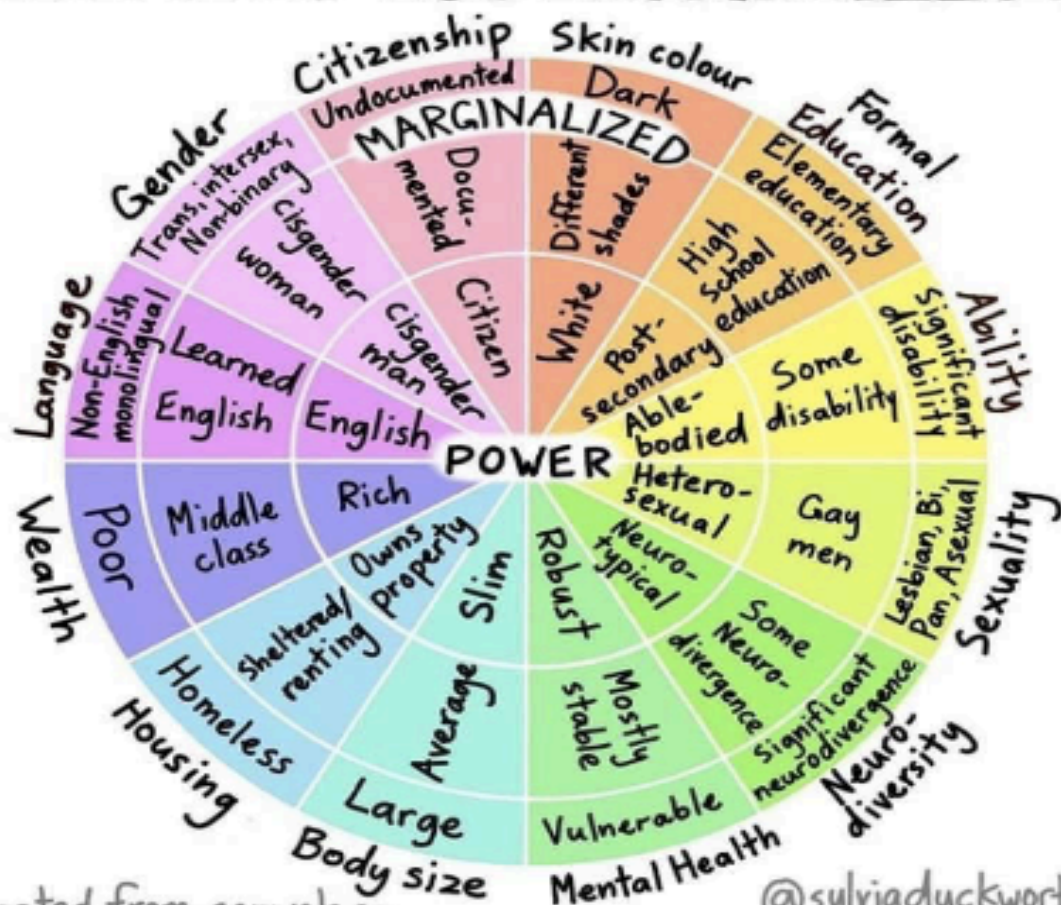 Citizenship
Undocumented
Docu-
mented
Citizen
Skin colour
Dark
Different
shades
White
Formal
Education
Elementary
education
High
school
education
Post-
secondary
Ability
Significant
disability
Some
disability
Able-
bodied
Sexuality
Lesbian, Bi,
Pan, Asexual
Gay
men
Hetero-
sexual
Neuro-
diversity
Significant
neurodivergence
Some
Neuro-
divergence
Neuro-
typical
Mental Health
Vulnerable
Mostly
stable
Robust
Body size
Large
Average
Slim
Housing
Homeless
Sheltered/
renting
Owns
property
Wealth
Poor
Middle
class
Rich
Language
Non-English
monolingual
Learned
English
English
Gender
Trans, intersex,
Non-binary
Cisgender
woman
Cisgender
man
MARGINALIZED
POWER
@sylviaduckwort